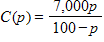 C(p) = 7,000p / 100 − p